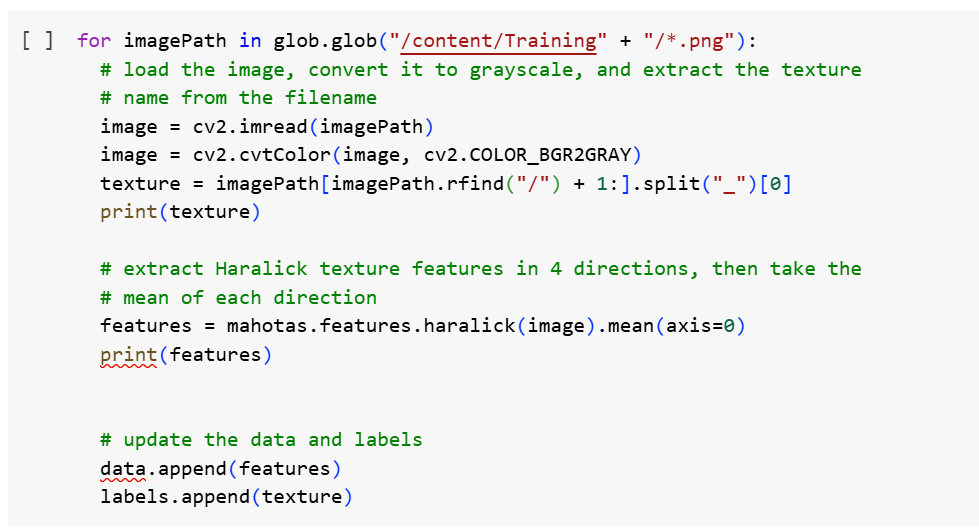 [ ] for imagePath in glob.glob("/content/Training" + "/*.png"):
# load the image, convert it to grayscale, and extract the texture
# name from the filename
image = cv2.imread(imagePath)
image = cv2.cvtColor(image, cv2.COLOR_BGR2GRAY)
texture = imagePath[imagePath.rfind("/") + 1:].split("_")[0]
print(texture)
# extract Haralick texture features in 4 directions, then take the
# mean of each direction
features = mahotas.features.haralick(image).mean(axis=0)
print(features)
# update the data and labels
data.append(features)
labels.append(texture)